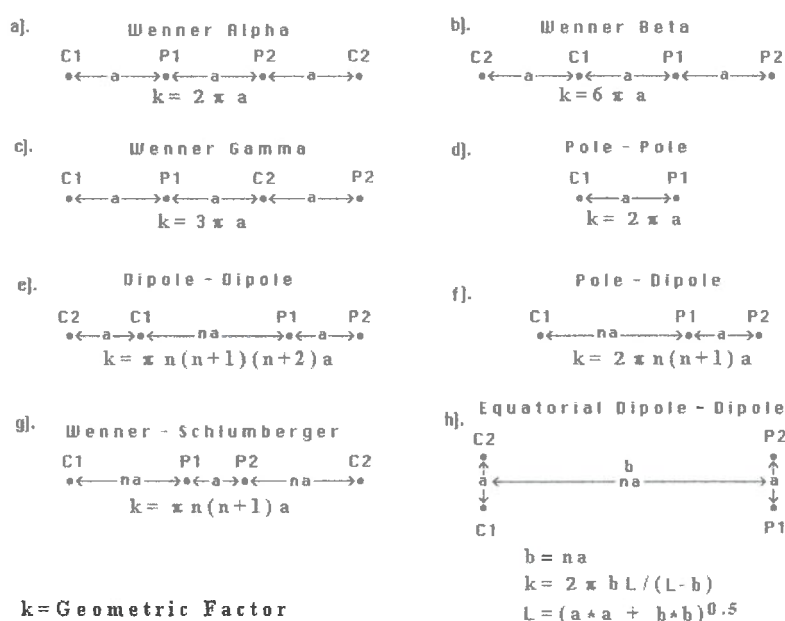 a). Wenner Alpha
C1 P1 P2 C2
a a a
k= 2 π a
b). Wenner Beta
C2 C1 P1 P2
a a a
k=6 π a
c). Wenner Gamma
C1 P1 C2 P2
a a a
k= 3 π a
d). Pole - Pole
C1 P1
a
k= 2 π a
e). Dipole - Dipole
C2 C1 P1 P2
a na a
k= π n(n+1)(n+2)a
f). Pole - Dipole
C1 P1 P2
na a
k= 2 π n(n+1)a
g). Wenner - Schlumberger
C1 P1 P2 C2
na a na
k= π n(n+1)a
h). Equatorial Dipole - Dipole
C2 P2
b
a na a
C1 P1
b = na
k= 2 π b L/(L-b)
L=(a*a + b*b)0.5
k=Geometric Factor